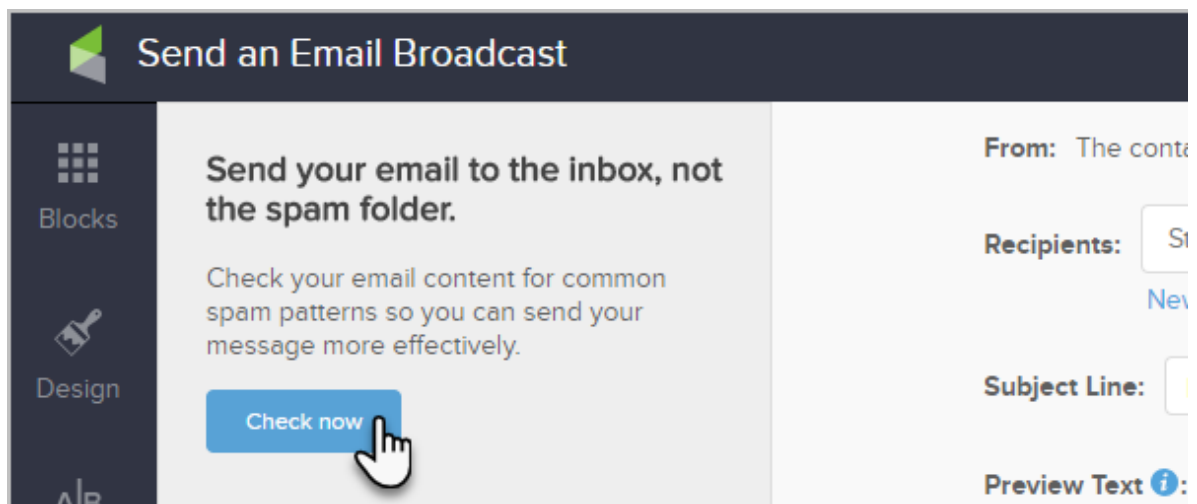 Send an Email Broadcast
Blocks
Design
A|B
Send your email to the inbox, not
the spam folder.
Check your email content for common
spam patterns so you can send your
message more effectively.
Check now
From: The
Recipients:
Subject Line:
Preview Text i: